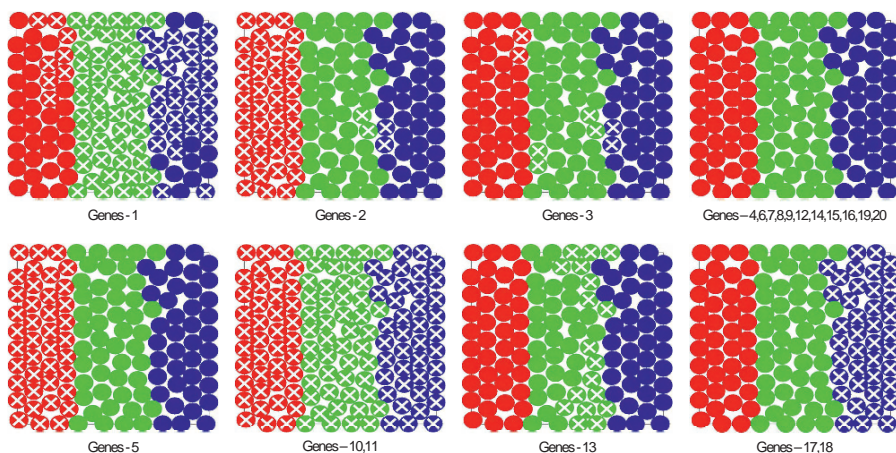 Genes - 1
Genes - 2
Genes - 3
Genes – 4,6,7,8,9,12,14,15,16,19,20
Genes - 5
Genes – 10,11
Genes - 13
Genes – 17,18